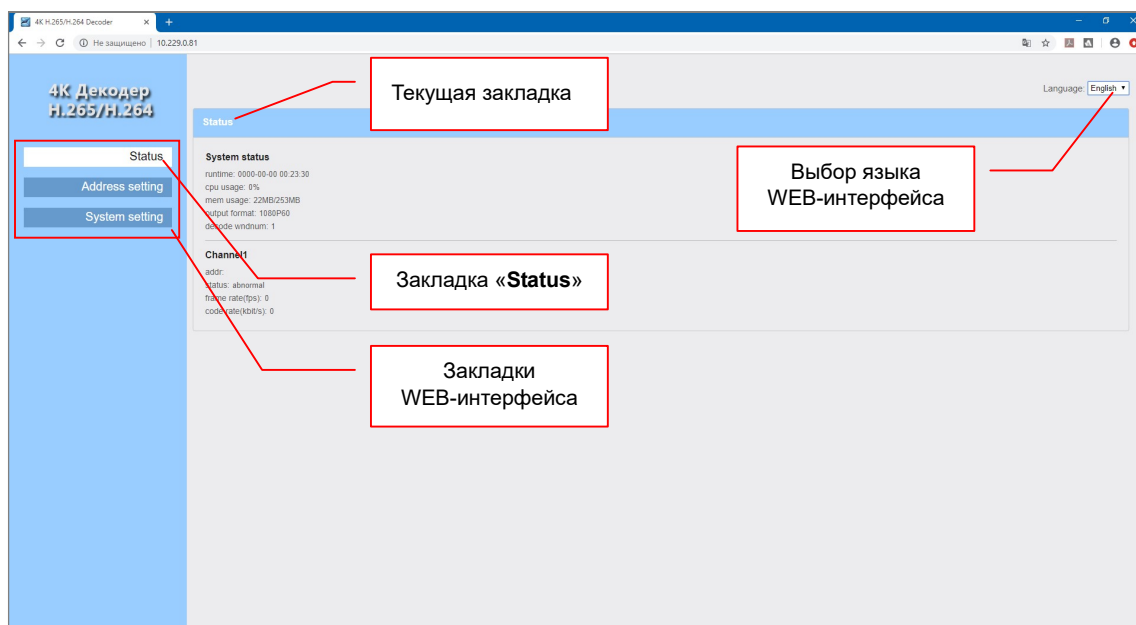 4K H.265/H.264 Decoder
Не защищено | 10.229.0.81
4K Декодер
H.265/H.264
Текущая закладка
Language: English
Status
Status
Address setting
System setting
System status
runtime: 0000-00-00 00:23:30
cpu usage: 0%
mem usage: 22MB/253MB
output format: 1080P60
decode wndnum: 1
Выбор языка
WEB-интерфейса
Channel1
addr:
status: abnormal
frame rate(fps): 0
code rate(kbit/s): 0
Закладка «Status»
Закладки
WEB-интерфейса